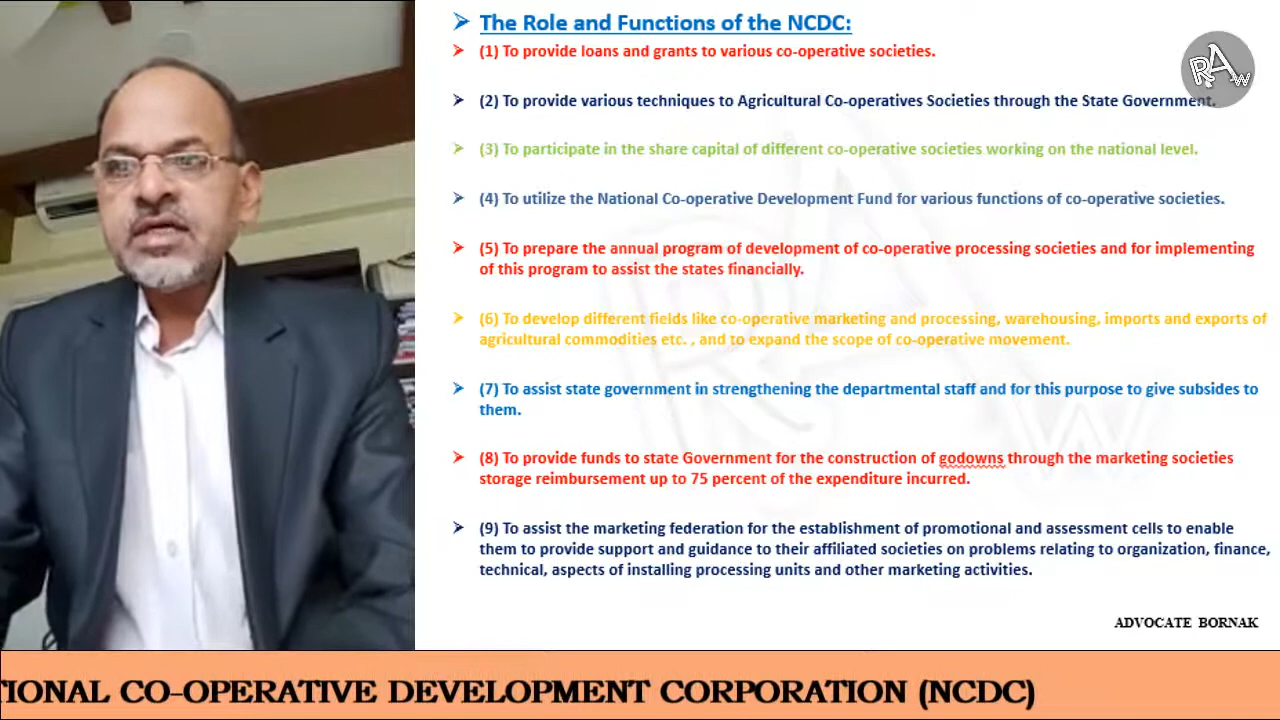 The Role and Functions of the NCDC:
(1) To provide loans and grants to various co-operative societies.
(2) To provide various techniques to Agricultural Co-operatives Societies through the State Government.
(3) To participate in the share capital of different co-operative societies working on the national level.
(4) To utilize the National Co-operative Development Fund for various functions of co-operative societies.
(5) To prepare the annual program of development of co-operative processing societies and for implementing
of this program to assist the states financially.
(6) To develop different fields like co-operative marketing and processing, warehousing, imports and exports of
agricultural commodities etc. , and to expand the scope of co-operative movement.
(7) To assist state government in strengthening the departmental staff and for this purpose to give subsides to
them.
(8) To provide funds to state Government for the construction of godowns through the marketing societies
storage reimbursement up to 75 percent of the expenditure incurred.
(9) To assist the marketing federation for the establishment of promotional and assessment cells to enable
them to provide support and guidance to their affiliated societies on problems relating to organization, finance,
technical, aspects of installing processing units and other marketing activities.
ADVOCATE BORNAK
TIONAL CO-OPERATIVE DEVELOPMENT CORPORATION (NCDC)